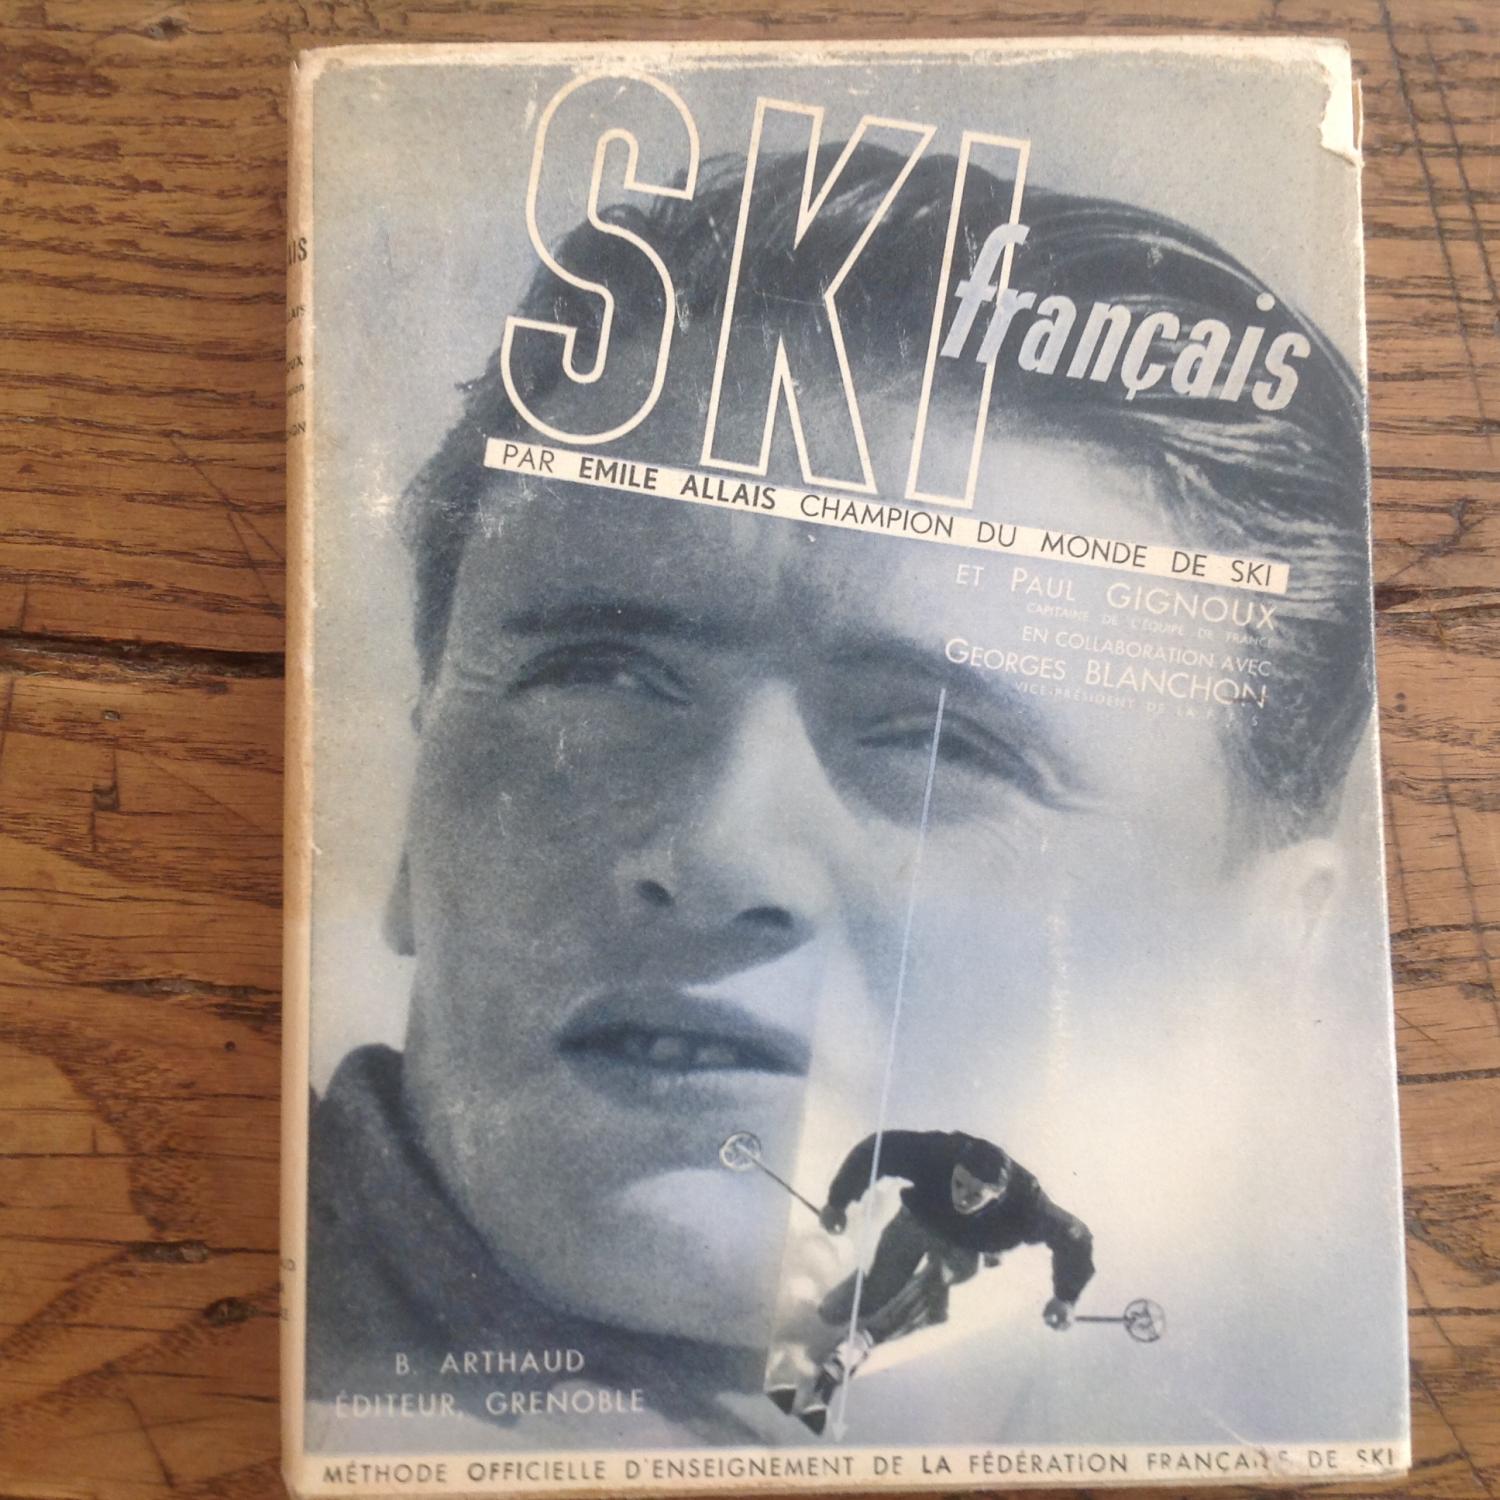 SKI
français
PAR EMILE ALLAIS CHAMPION DU MONDE DE SKI
ET PAUL GIGNOUX
CAPITAINE DE L'ÉQUIPE DE FRANCE
EN COLLABORATION AVEC
GEORGES BLANCHON
VICE-PRÉSIDENT DE LA F F S
B. ARTHAUD
ÉDITEUR, GRENOBLE
MÉTHODE OFFICIELLE D'ENSEIGNEMENT DE LA FÉDÉRATION FRANÇAISE DE SKI